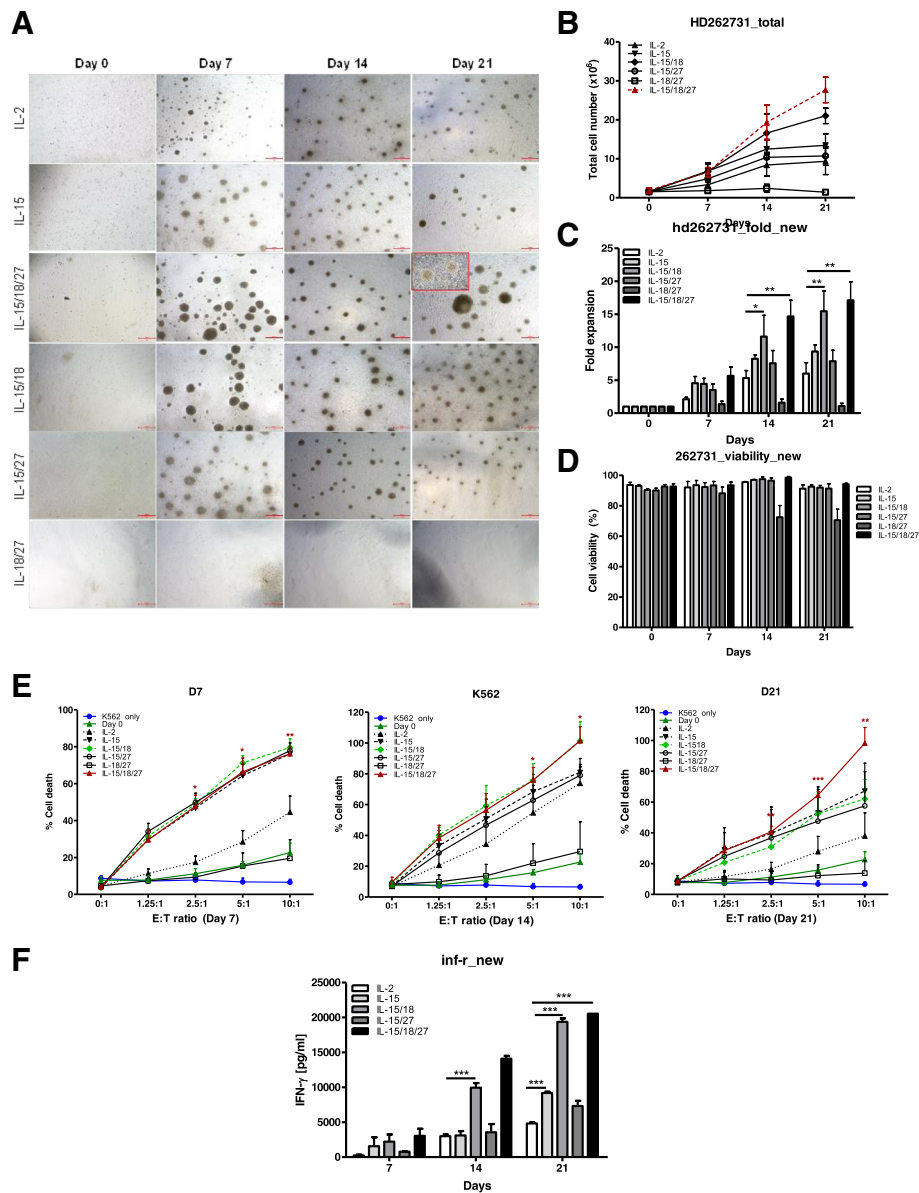 A
Day 0
Day 7
Day 14
Day 21
IL-2
IL-15
IL-15/18/27
IL-15/18
IL-15/27
IL-18/27
B
HD262731_total
Total cell number (x10⁶)
40
30
20
10
0
IL-2
IL-15
IL-15/18
IL-15/27
IL-18/27
IL-15/18/27
0
7
14
21
Days
C
hd262731_fold_new
Fold expansion
25
20
15
10
5
0
IL-2
IL-15
IL-15/18
IL-15/27
IL-18/27
IL-15/18/27
**
*
**
**
0
7
14
21
Days
D
262731_viability_new
Cell viability (%)
100
80
60
40
20
0
IL-2
IL-15
IL-15/18
IL-15/27
IL-18/27
IL-15/18/27
0
7
14
21
Days
E
D7
% Cell death
100
80
60
40
20
0
K562 only
Day 0
IL-2
IL-15
IL-15/18
IL-15/27
IL-18/27
IL-15/18/27
*
*
**
0:1
1.25:1
2.5:1
5:1
10:1
E:T ratio (Day 7)
K562
% Cell death
120
100
80
60
40
20
0
K562 only
Day 0
IL-2
IL-15
IL-15/18
IL-15/27
IL-18/27
IL-15/18/27
*
*
*
*
0:1
1.25:1
2.5:1
5:1
10:1
E:T ratio (Day 14)
D21
% Cell death
120
100
80
60
40
20
0
K562 only
Day 0
IL-2
IL-15
IL-1518
IL-15/27
IL-18/27
IL-15/18/27
**
***
**
0:1
1.25:1
2.5:1
5:1
10:1
E:T ratio (Day 21)
F
inf-r_new
IFN-γ [pg/ml]
25000
20000
15000
10000
5000
0
IL-2
IL-15
IL-15/18
IL-15/27
IL-15/18/27
***
***
***
***
7
14
21
Days